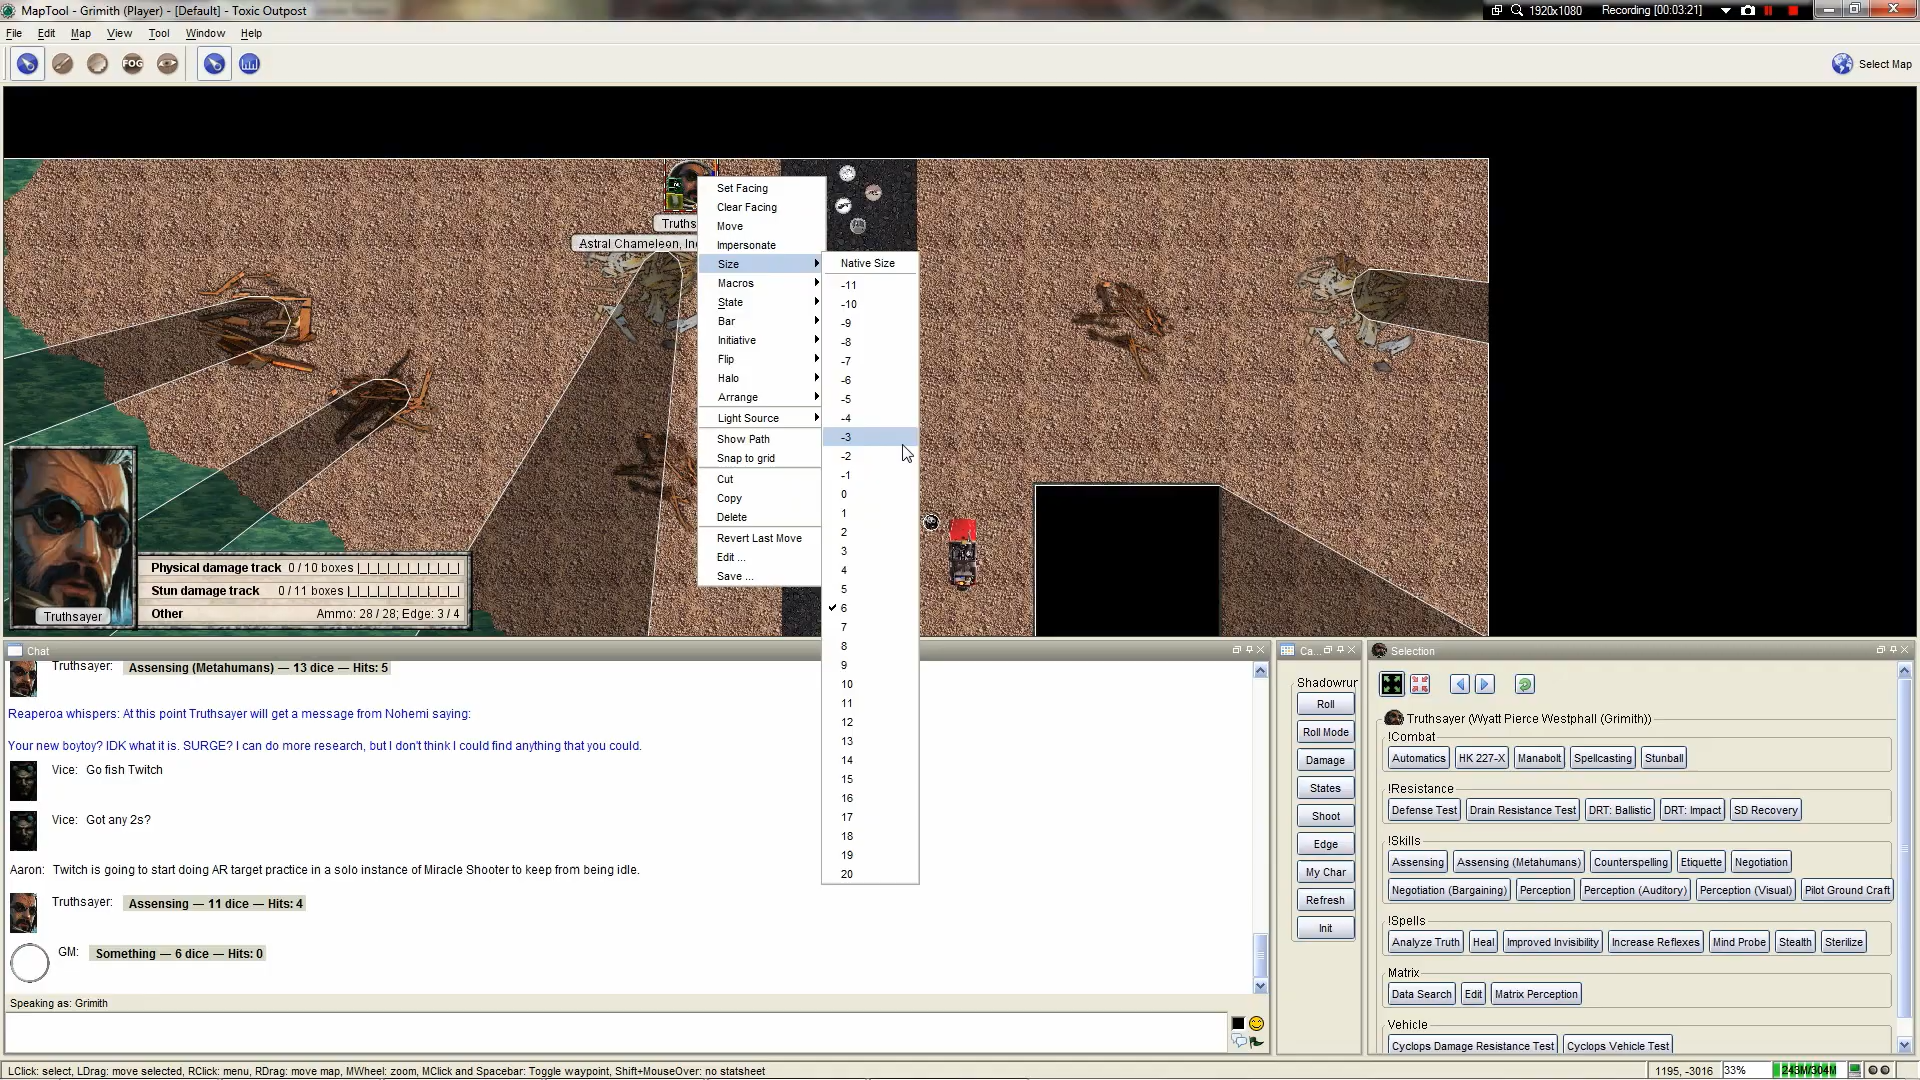 MapTool - Grimith (Player) - [Default] - Toxic Outpost
1920x1080
Recording [00:03:21]
File Edit Map View Tool Window Help
FOG
Select Map
Truths
Astral Chameleon, In
Set Facing
Clear Facing
Move
Impersonate
Size
Macros
State
Bar
Initiative
Flip
Halo
Arrange
Light Source
Show Path
Snap to grid
Cut
Copy
Delete
Revert Last Move
Edit ...
Save ...
Native Size
-11
-10
-9
-8
-7
-6
-5
-4
-3
-2
-1
0
1
2
3
4
5
6
7
8
9
10
11
12
13
14
15
16
17
18
19
20
Physical damage track 0 / 10 boxes
Stun damage track 0 / 11 boxes
Other Ammo: 28 / 28; Edge: 3 / 4
Truthsayer
Chat
Truthsayer: Assensing (Metahumans) — 13 dice — Hits: 5
Reaperoa whispers: At this point Truthsayer will get a message from Nohemi saying:
Your new boytoy? IDK what it is. SURGE? I can do more research, but I don't think I could find anything that you could.
Vice: Go fish Twitch
Vice: Got any 2s?
Aaron: Twitch is going to start doing AR target practice in a solo instance of Miracle Shooter to keep from being idle.
Truthsayer: Assensing — 11 dice — Hits: 4
GM: Something — 6 dice — Hits: 0
Speaking as: Grimith
Ca...
Shadowrur
Roll
Roll Mode
Damage
States
Shoot
Edge
My Char
Refresh
Init
Selection
Truthsayer (Wyatt Pierce Westphall (Grimith))
!Combat
Automatics HK 227-X Manabolt Spellcasting Stunball
!Resistance
Defense Test Drain Resistance Test DRT: Ballistic DRT: Impact SD Recovery
!Skills
Assensing Assensing (Metahumans) Counterspelling Etiquette Negotiation
Negotiation (Bargaining) Perception Perception (Auditory) Perception (Visual) Pilot Ground Craft
!Spells
Analyze Truth Heal Improved Invisibility Increase Reflexes Mind Probe Stealth Sterilize
Matrix
Data Search Edit Matrix Perception
Vehicle
Cyclops Damage Resistance Test Cyclops Vehicle Test
LClick: select, LDrag: move selected, RClick: menu, RDrag: move map, MWheel: zoom, MClick and Spacebar: Toggle waypoint, Shift+MouseOver: no statsheet
1195, -3016 33% 243M/304M